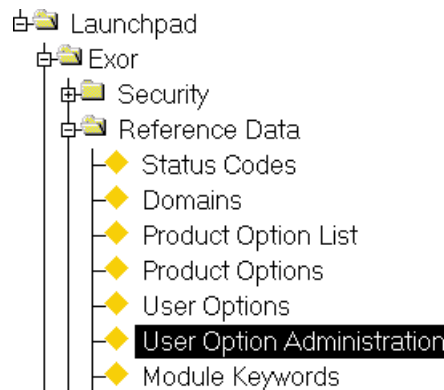 Launchpad
Exor
Security
Reference Data
Status Codes
Domains
Product Option List
Product Options
User Options
User Option Administration
Module Keywords